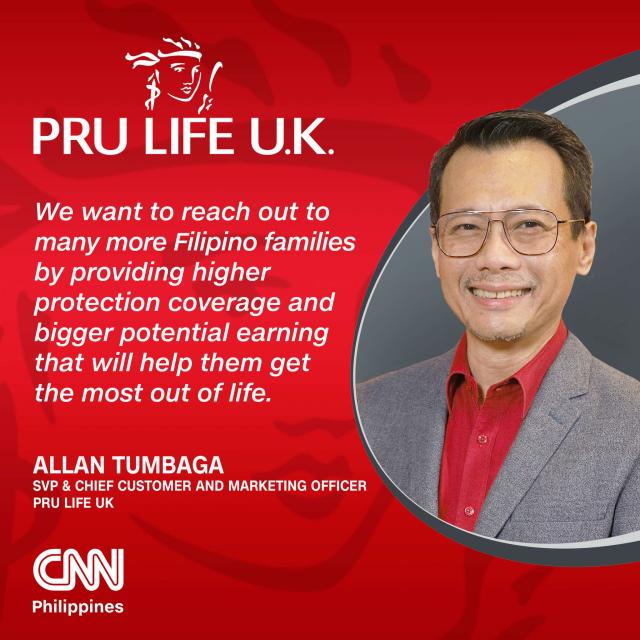 PRU LIFE U.K.
We want to reach out to
many more Filipino families
by providing higher
protection coverage and
bigger potential earning
that will help them get
the most out of life.
ALLAN TUMBAGA
SVP & CHIEF CUSTOMER AND MARKETING OFFICER
PRU LIFE UK
CNN
Philippines